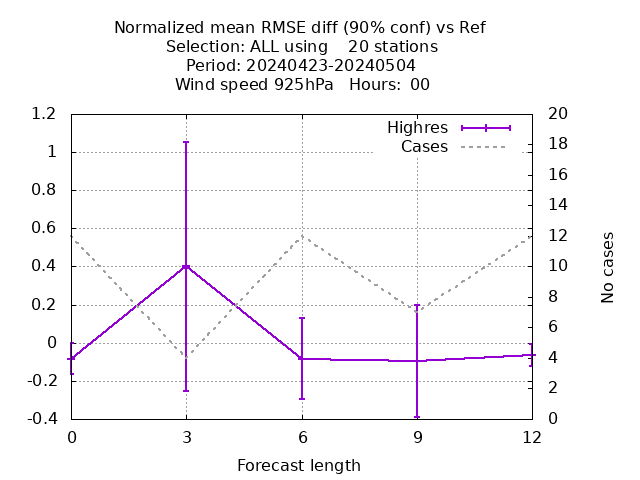 Normalized mean RMSE diff (90% conf) vs Ref
Selection: ALL using    20 stations
Period: 20240423-20240504
Wind speed 925hPa   Hours:  00
Highres
Cases
1.2
1
0.8
0.6
0.4
0.2
0
-0.2
-0.4
20
18
16
14
12
10
8
6
4
2
0
No cases
0 3 6 9 12
Forecast length